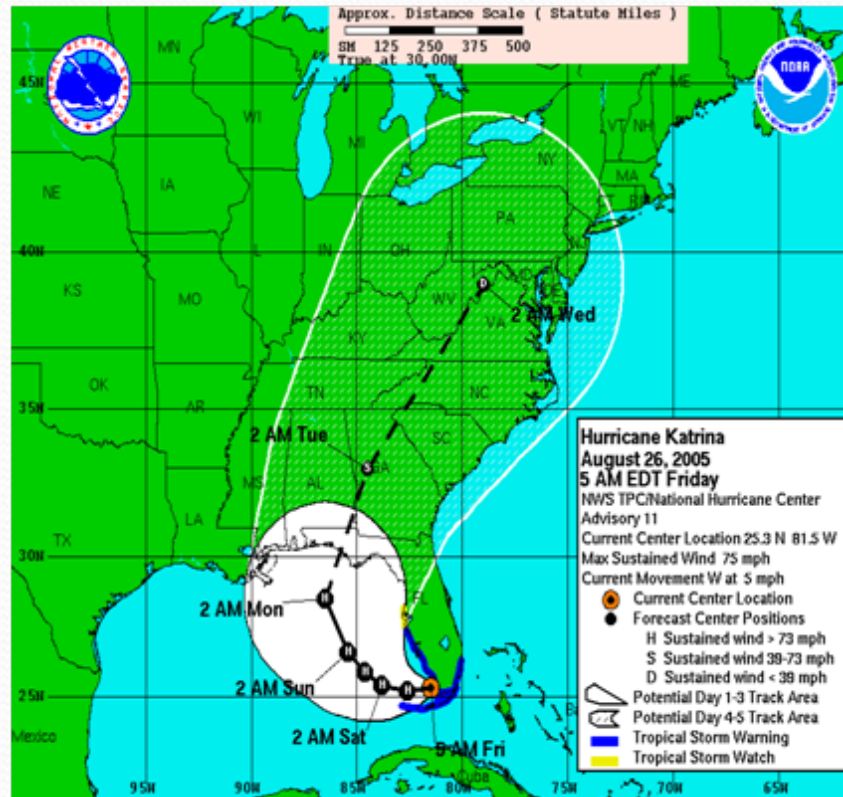 Approx. Distance Scale ( Statute Miles )
SM 125 250 375 500
True at 30.00N
NOAA
45N
MN
WI
MI
ME
VT
NH
NY
MA
CT
RI
NE
IA
PA
NJ
40N
IL
IN
OH
MD
DE
WV
VA
2 AM Wed
KS
MO
KY
OK
AR
TN
NC
35N
2 AM Tue
S
GA
SC
MS
AL
TX
LA
30N
FL
2 AM Mon
H
2 AM Sun
H
H
H
H
25N
2 AM Sat
5 AM Fri
Mexico
Cuba
Ba
95W 90W 85W 80W 75W 70W 65W
D
Hurricane Katrina
August 26, 2005
5 AM EDT Friday
NWS TPC/National Hurricane Center
Advisory 11
Current Center Location 25.3 N 81.5 W
Max Sustained Wind 75 mph
Current Movement W at 5 mph
Current Center Location
Forecast Center Positions
H Sustained wind > 73 mph
S Sustained wind 39-73 mph
D Sustained wind < 39 mph
Potential Day 1-3 Track Area
Potential Day 4-5 Track Area
Tropical Storm Warning
Tropical Storm Watch